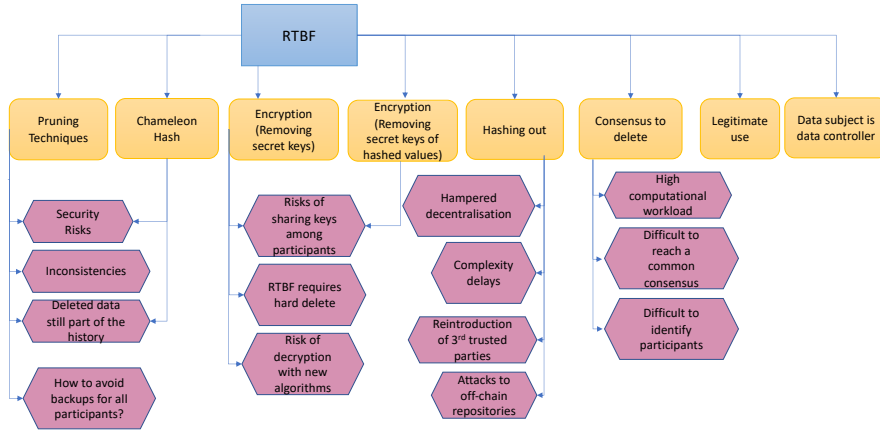 RTBF
Pruning
Techniques
Chameleon
Hash
Encryption
(Removing
secret keys)
Encryption
(Removing
secret keys of
hashed values)
Hashing out
Consensus to
delete
Legitimate
use
Data subject is
data controller
Security
Risks
Inconsistencies
Deleted data
still part of the
history
How to avoid
backups for all
participants?
Risks of
sharing keys
among
participants
RTBF requires
hard delete
Risk of
decryption
with new
algorithms
Hampered
decentralisation
Complexity
delays
Reintroduction
of 3rd trusted
parties
Attacks to
off-chain
repositories
High
computational
workload
Difficult to
reach a
common
consensus
Difficult to
identify
participants